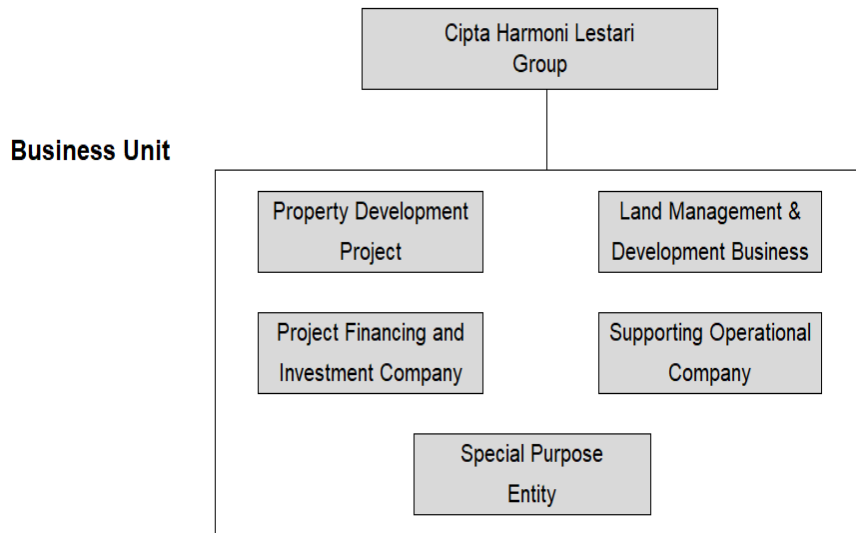 Cipta Harmoni Lestari
Group
Business Unit
Property Development
Project
Land Management &
Development Business
Project Financing and
Investment Company
Supporting Operational
Company
Special Purpose
Entity